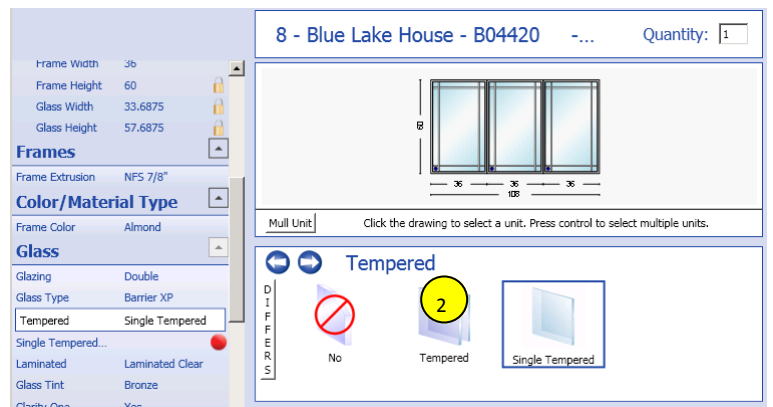 8 - Blue Lake House - B04420 -...
Quantity: 1
Frame Width 36
Frame Height 60
Glass Width 33.6875
Glass Height 57.6875
Frames
Frame Extrusion NFS 7/8"
Color/Material Type
Frame Color Almond
Glass
Glazing Double
Glass Type Barrier XP
Tempered Single Tempered
Single Tempered...
Laminated Laminated Clear
Glass Tint Bronze
Clarity One Yes
60
36 36 36
108
Mull Unit
Click the drawing to select a unit. Press control to select multiple units.
Tempered
DIFFERS
2
No
Tempered
Single Tempered